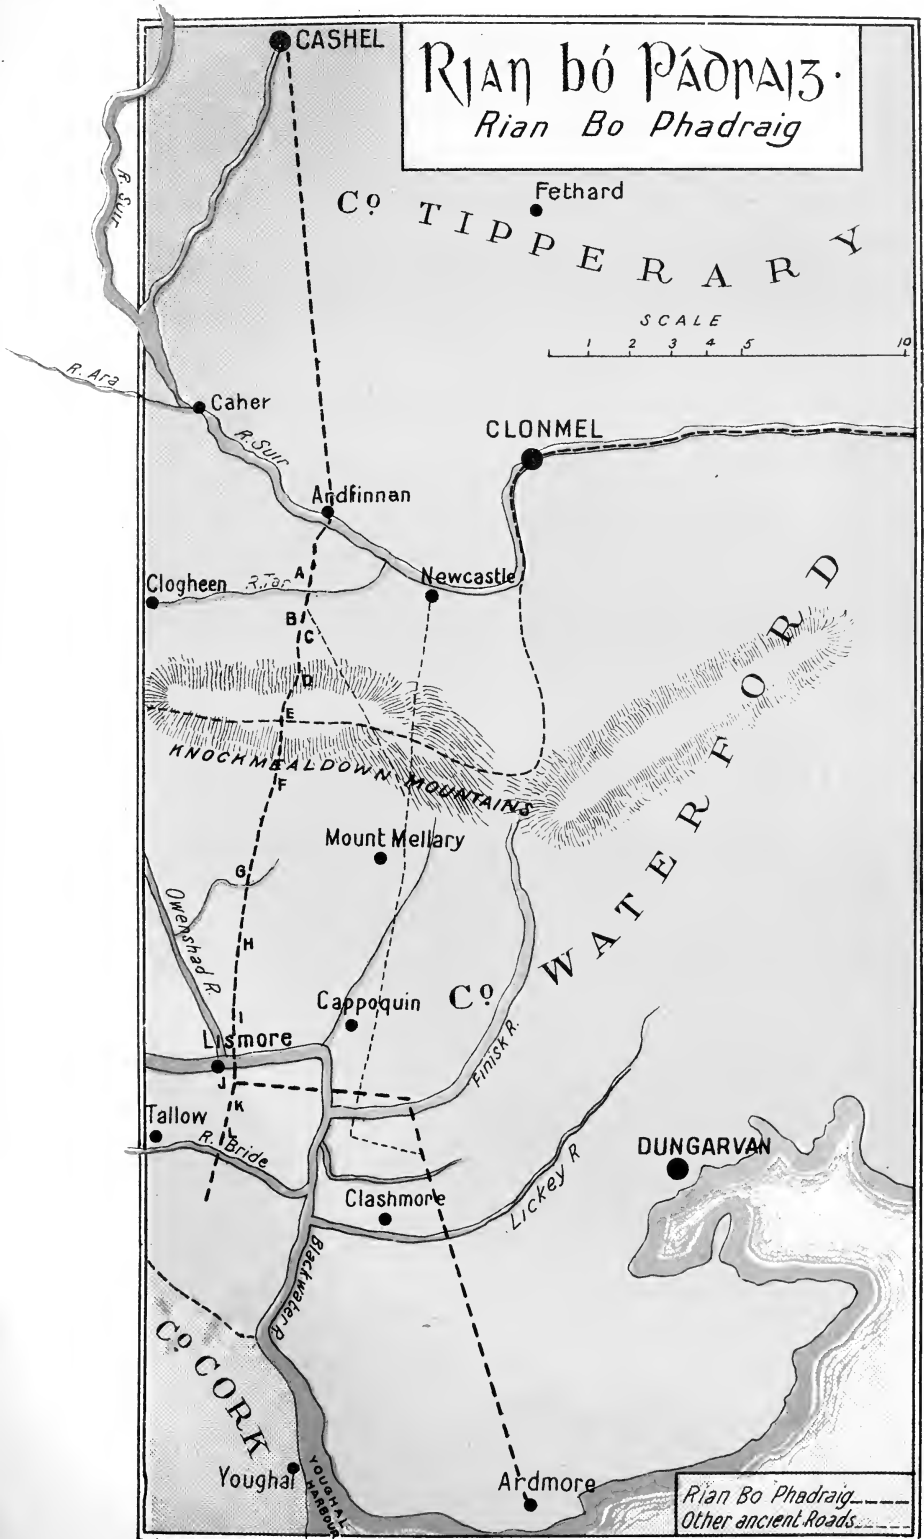 Rian bó Pádraig.
Rian Bo Phadraig
CASHEL
R. Suir
Co TIPPERARY
Fethard
SCALE
1 2 3 4 5 10
R. Ara
Caher
R. Suir
CLONMEL
Ardfinnan
A
Clogheen
R. Tar
Newcastle
B
C
D
E
KNOCKMEALDOWN MOUNTAINS
F
Mount Mellary
G
Owenshad R.
H
Co WATERFORD
Cappoquin
I
Lismore
Finisk R.
J
K
Tallow
L
R. Bride
DUNGARVAN
Clashmore
Lickey R
Blackwater R.
Co CORK
Youghal
YOUGHAL HARBOUR
Ardmore
Rian Bo Phadraig
Other ancient Roads